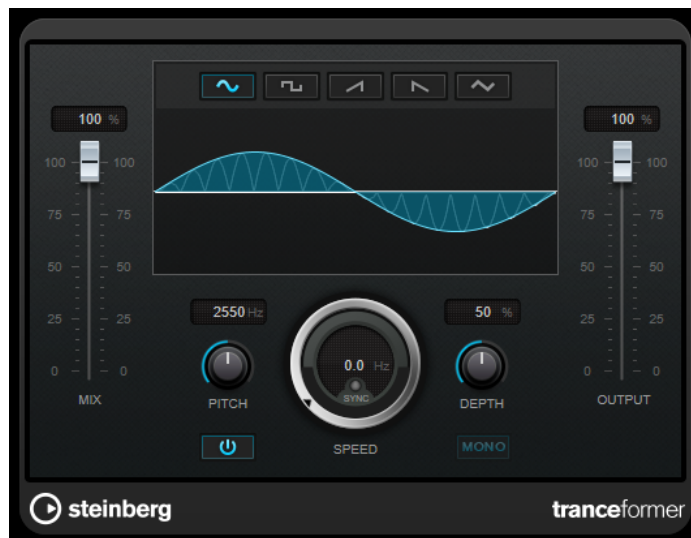 100 %
100 %
100 100
100 100
75 75
75 75
50 50
50 50
2550 Hz
50 %
25 25
25 25
0.0 Hz
0 0
0 0
SYNC
MIX
PITCH
DEPTH
OUTPUT
SPEED
MONO
steinberg
tranceformer